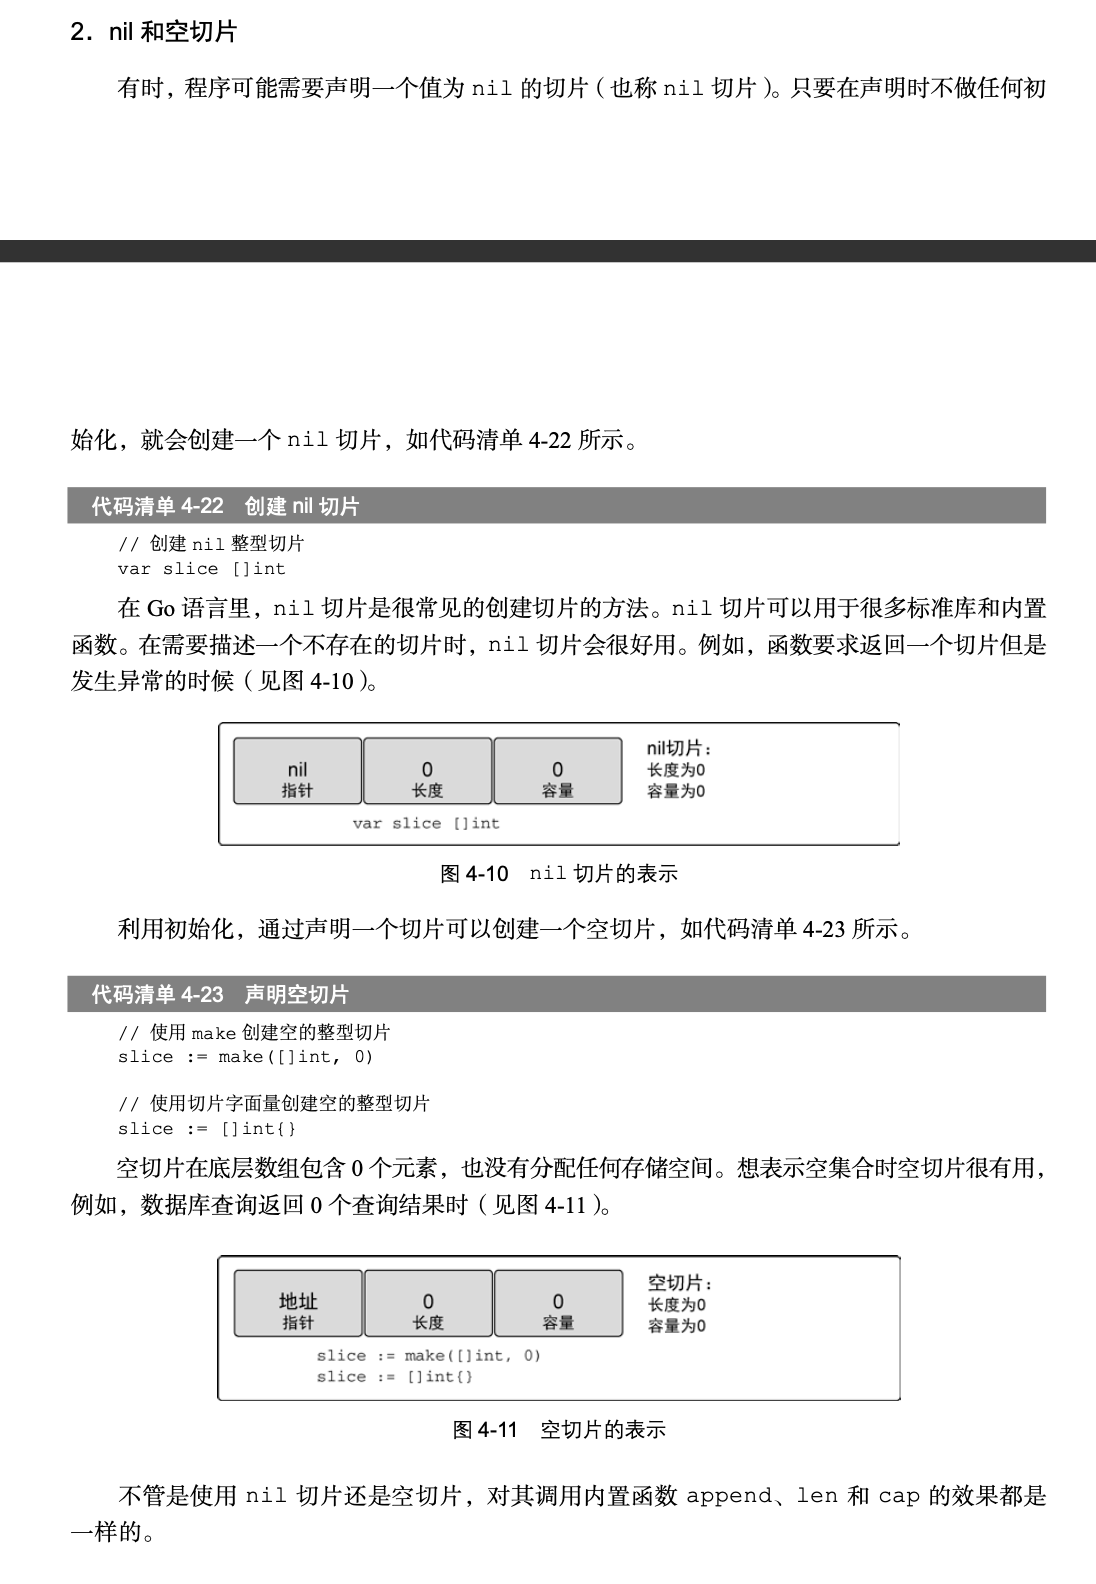 2．nil 和空切片
有时，程序可能需要声明一个值为 nil 的切片（也称 nil 切片）。只要在声明时不做任何初
始化，就会创建一个 nil 切片，如代码清单 4-22 所示。
代码清单 4-22 创建 nil 切片
// 创建 nil 整型切片
var slice []int
在 Go 语言里，nil 切片是很常见的创建切片的方法。nil 切片可以用于很多标准库和内置
函数。在需要描述一个不存在的切片时，nil 切片会很好用。例如，函数要求返回一个切片但是
发生异常的时候（见图 4-10）。
nil 0 0
指针 长度 容量
var slice []int
nil切片：
长度为0
容量为0
图 4-10 nil 切片的表示
利用初始化，通过声明一个切片可以创建一个空切片，如代码清单 4-23 所示。
代码清单 4-23 声明空切片
// 使用 make 创建空的整型切片
slice := make([]int, 0)
// 使用切片字面量创建空的整型切片
slice := []int{}
空切片在底层数组包含 0 个元素，也没有分配任何存储空间。想表示空集合时空切片很有用，
例如，数据库查询返回 0 个查询结果时（见图 4-11）。
地址 0 0
指针 长度 容量
slice := make([]int, 0)
slice := []int{}
空切片：
长度为0
容量为0
图 4-11 空切片的表示
不管是使用 nil 切片还是空切片，对其调用内置函数 append、len 和 cap 的效果都是
一样的。